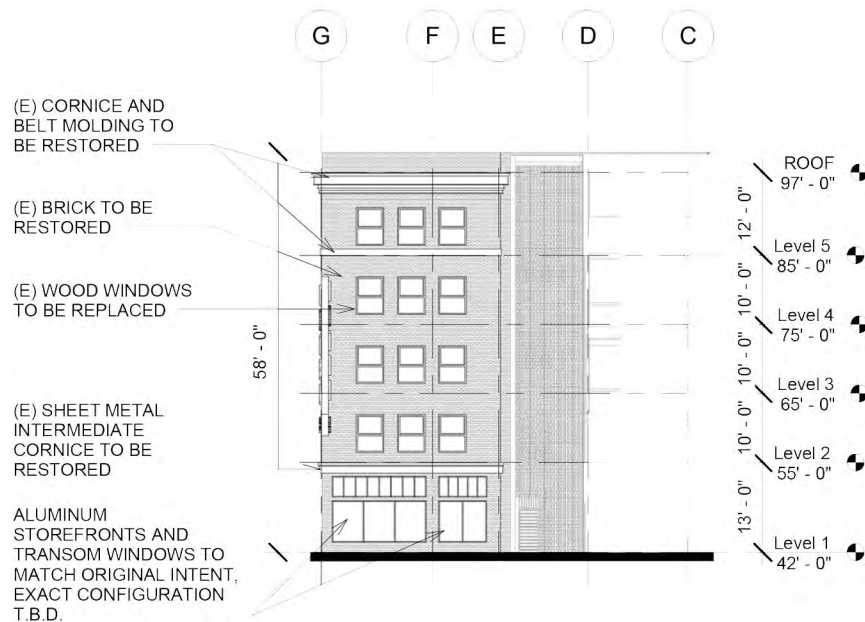 G F E D C
(E) CORNICE AND
BELT MOLDING TO
BE RESTORED
(E) BRICK TO BE
RESTORED
(E) WOOD WINDOWS
TO BE REPLACED
58' - 0"
(E) SHEET METAL
INTERMEDIATE
CORNICE TO BE
RESTORED
ALUMINUM
STOREFRONTS AND
TRANSOM WINDOWS TO
MATCH ORIGINAL INTENT,
EXACT CONFIGURATION
T.B.D.
ROOF
97' - 0"
12' - 0"
Level 5
85' - 0"
10' - 0"
Level 4
75' - 0"
10' - 0"
Level 3
65' - 0"
10' - 0"
Level 2
55' - 0"
13' - 0"
Level 1
42' - 0"